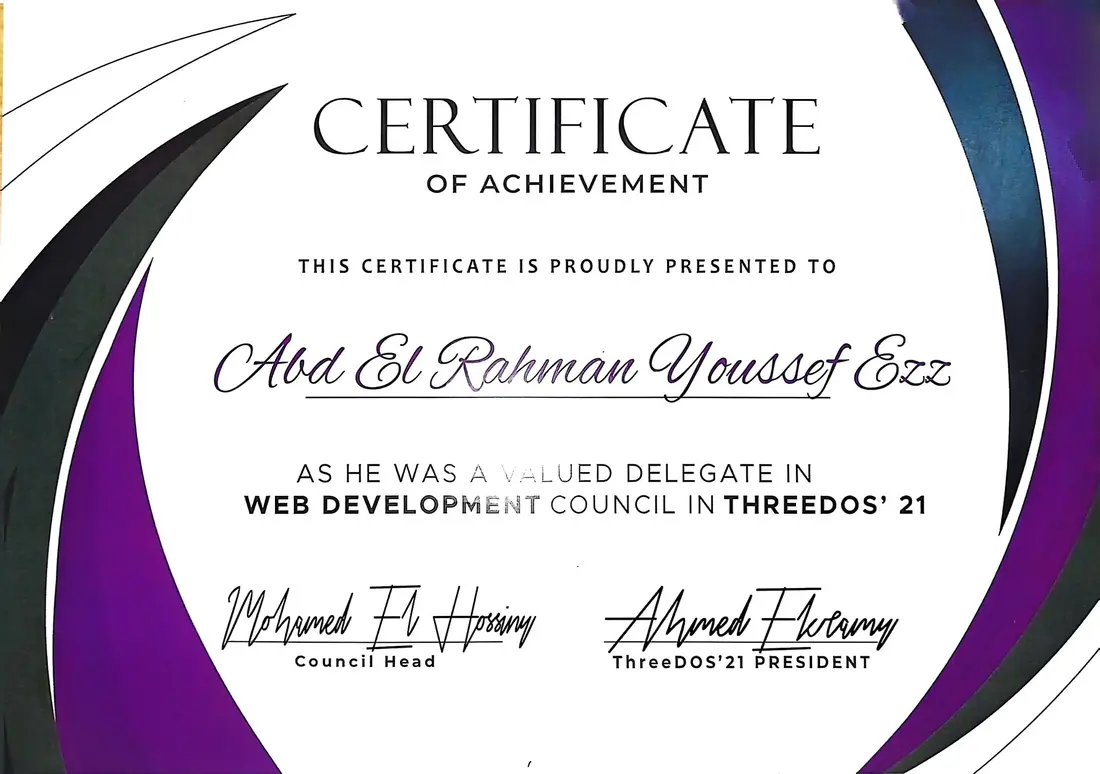 CERTIFICATE
OF ACHIEVEMENT
THIS CERTIFICATE IS PROUDLY PRESENTED TO
Abd El Rahman Youssef Ezz
AS HE WAS A VALUED DELEGATE IN
WEB DEVELOPMENT COUNCIL IN THREEDOS' 21
Mohamed El Hossiny
Ahmed Elkramy
Council Head
ThreeDOS'21 PRESIDENT